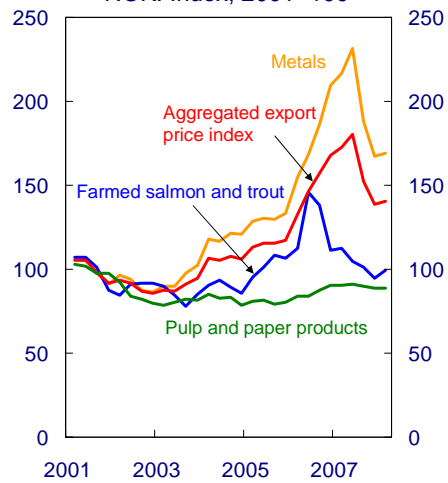 NOK. Index, 2001=100
250 250
Metals
200 200
Aggregated export
price index
150 150
Farmed salmon and trout
100 100
Pulp and paper products
50 50
0 0
2001 2003 2005 2007